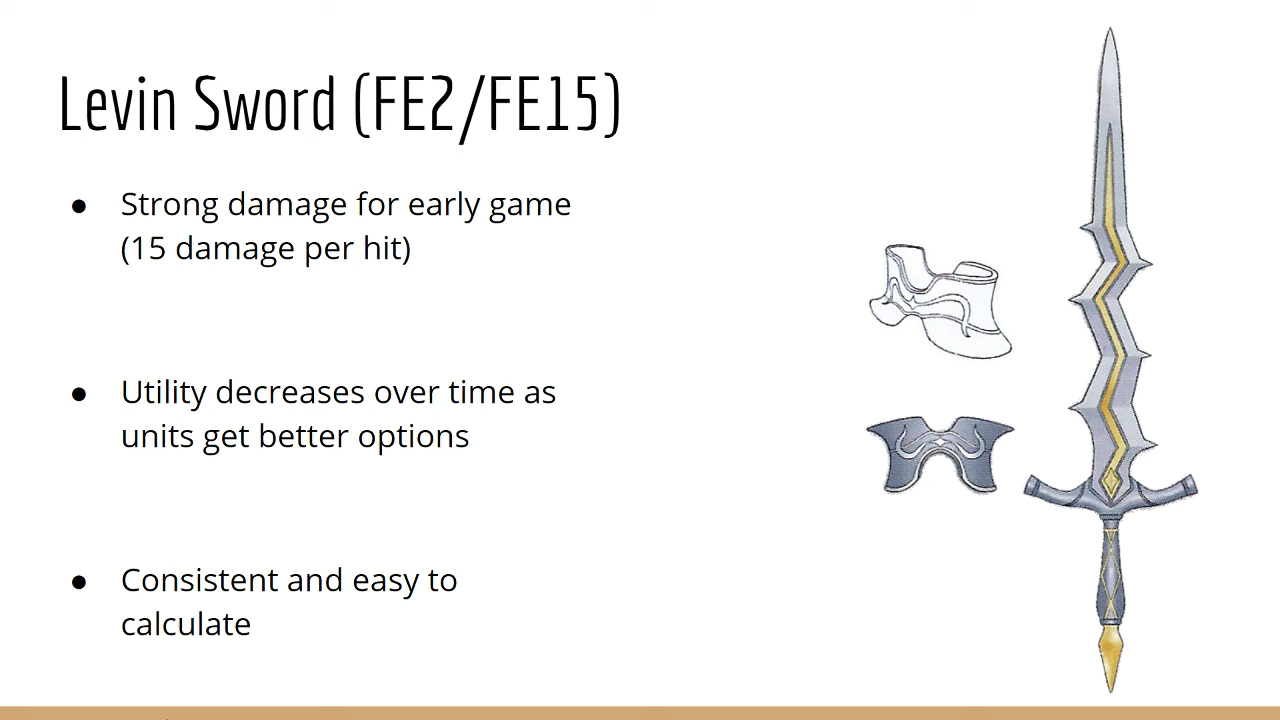 Levin Sword (FE2/FE15)
● Strong damage for early game
(15 damage per hit)
● Utility decreases over time as
units get better options
● Consistent and easy to
calculate